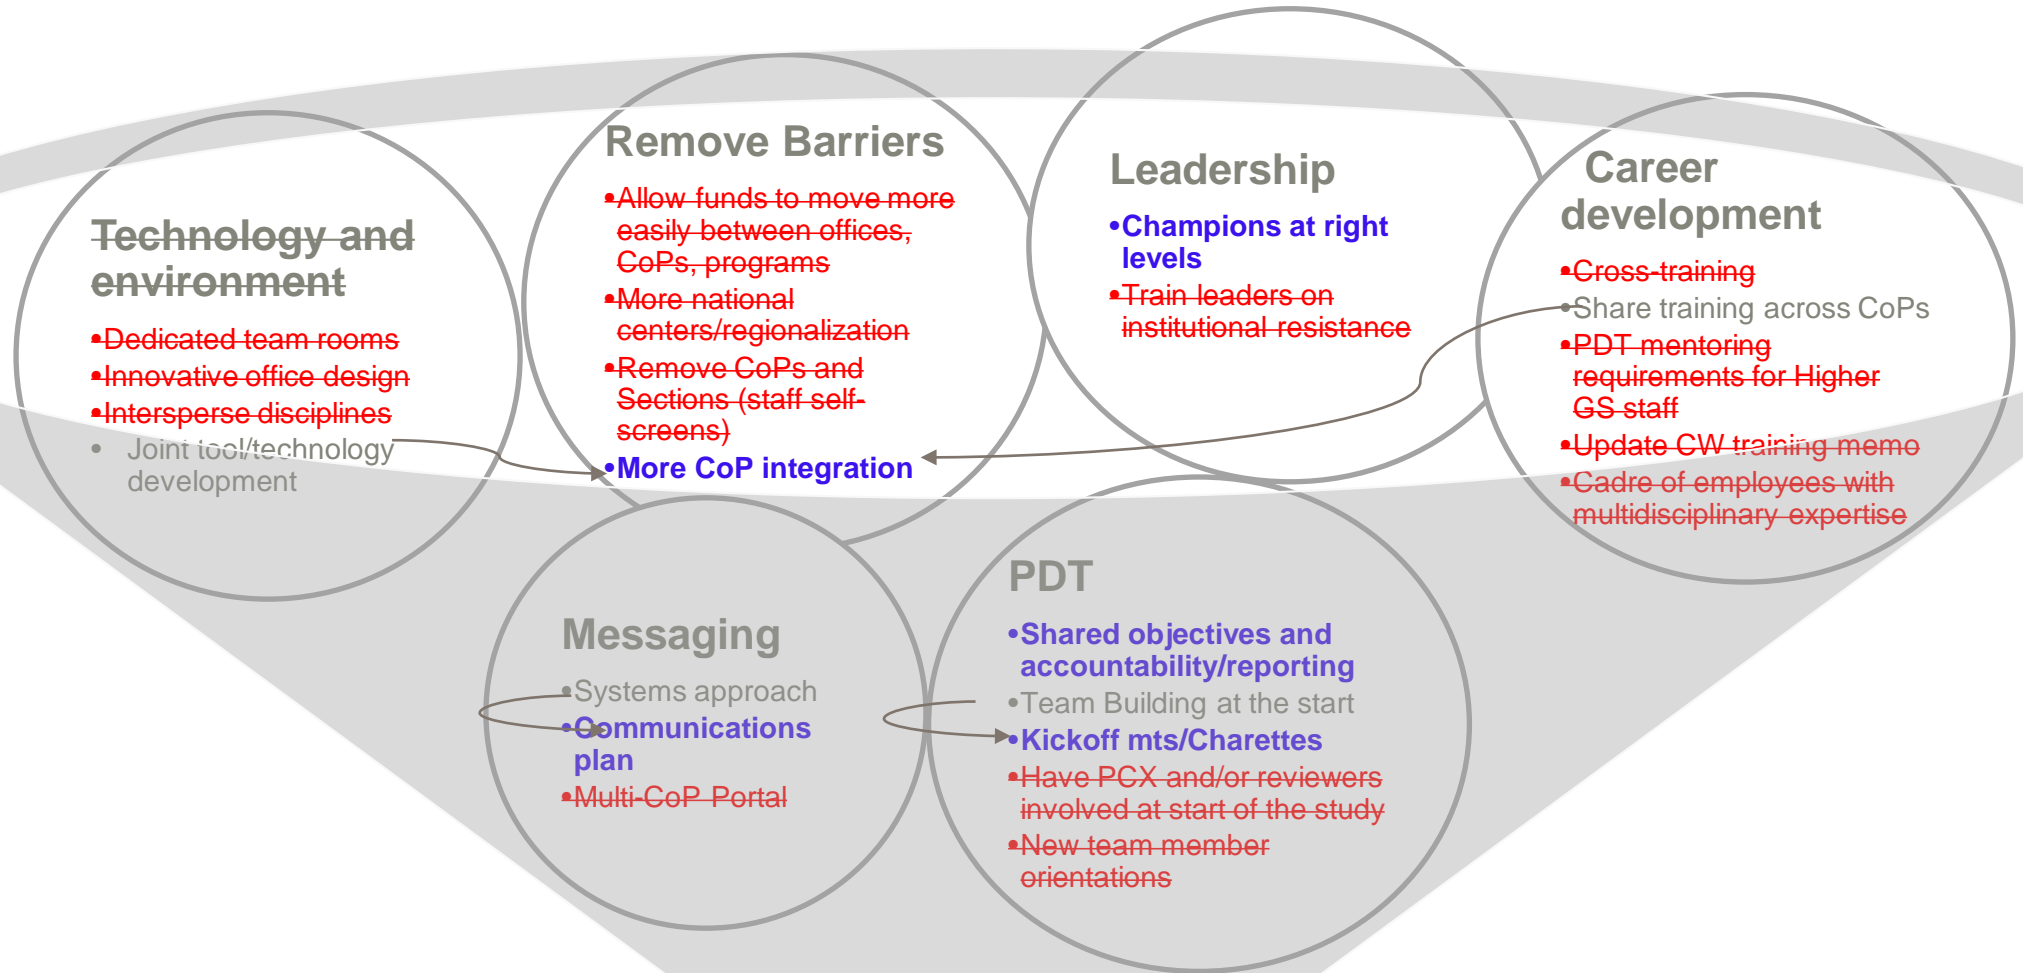 Technology and
environment
•Dedicated team rooms
•Innovative office design
•Intersperse disciplines
• Joint tool/technology
development
Remove Barriers
•Allow funds to move more
easily between offices,
CoPs, programs
•More national
centers/regionalization
•Remove CoPs and
Sections (staff self-
screens)
•More CoP integration
Leadership
•Champions at right
levels
•Train leaders on
institutional resistance
Career
development
•Cross-training
•Share training across CoPs
•PDT mentoring
requirements for Higher
GS staff
•Update CW training memo
•Cadre of employees with
multidisciplinary expertise
Messaging
•Systems approach
•Communications
plan
•Multi-CoP Portal
PDT
•Shared objectives and
accountability/reporting
•Team Building at the start
•Kickoff mts/Charettes
•Have PCX and/or reviewers
involved at start of the study
•New team member
orientations